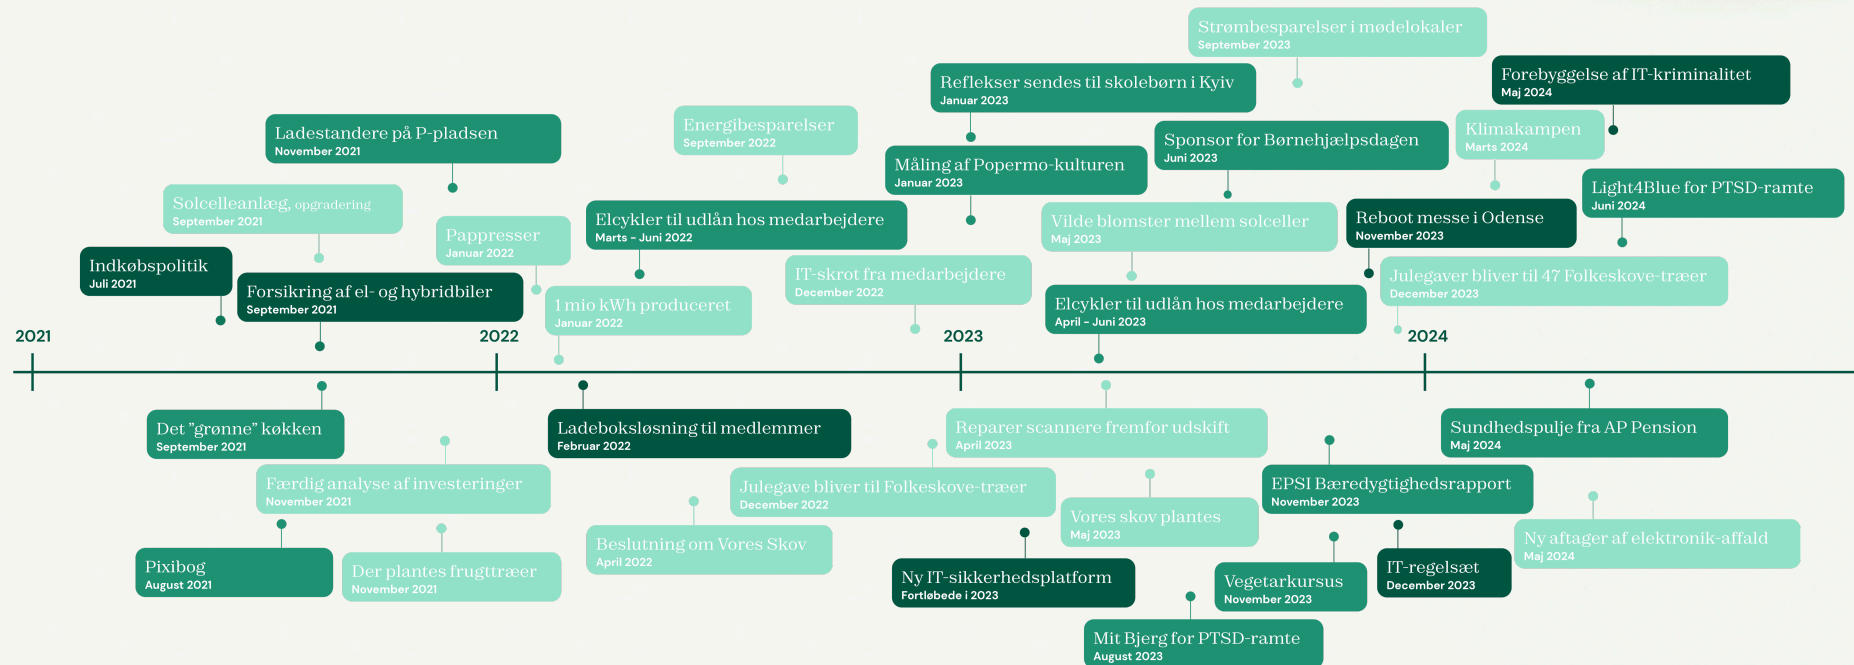 Strømbesparelser i mødelokaler
September 2023
Forebyggelse af IT-kriminalitet
Maj 2024
Reflekser sendes til skolebørn i Kyiv
Januar 2023
Energibesparelser
September 2022
Klimakampen
Marts 2024
Ladestandere på P-pladsen
November 2021
Sponsor for Børnehjælpsdagen
Juni 2023
Måling af Popermo-kulturen
Januar 2023
Light4Blue for PTSD-ramte
Juni 2024
Solcelleanlæg, opgradering
September 2021
Elcykler til udlån hos medarbejdere
Marts - Juni 2022
Vilde blomster mellem solceller
Maj 2023
Reboot messe i Odense
November 2023
Pappresser
Januar 2022
Indkøbspolitik
Juli 2021
IT-skrot fra medarbejdere
December 2022
Julegaver bliver til 47 Folkeskove-træer
December 2023
Forsikring af el- og hybridbiler
September 2021
1 mio kWh produceret
Januar 2022
Elcykler til udlån hos medarbejdere
April - Juni 2023
2021
2022
2023
2024
Det ”grønne” køkken
September 2021
Ladeboksløsning til medlemmer
Februar 2022
Reparer scannere fremfor udskift
April 2023
Sundhedspulje fra AP Pension
Maj 2024
Færdig analyse af investeringer
November 2021
Julegave bliver til Folkeskove-træer
December 2022
EPSI Bæredygtighedsrapport
November 2023
Vores skov plantes
Maj 2023
Beslutning om Vores Skov
April 2022
Ny aftager af elektronik-affald
Maj 2024
Pixibog
August 2021
Der plantes frugttræer
November 2021
Ny IT-sikkerhedsplatform
Fortløbede i 2023
Vegetarkursus
November 2023
IT-regelsæt
December 2023
Mit Bjerg for PTSD-ramte
August 2023